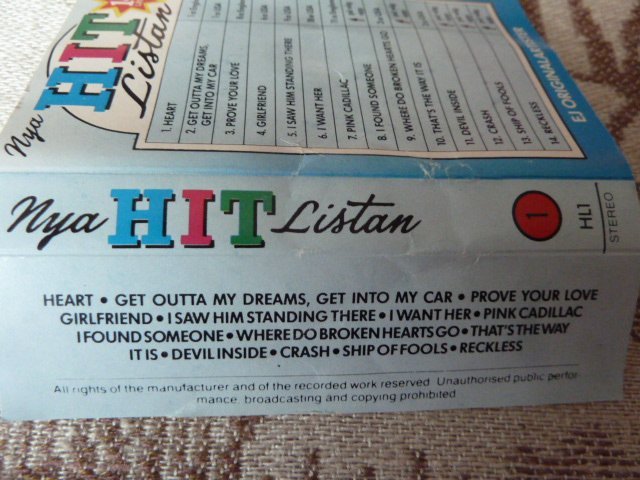 Nya HIT Listan
1. HEART
2. GET OUTTA MY DREAMS,
GET INTO MY CAR
3. PROVE YOUR LOVE
4. GIRLFRIEND
5. I SAW HIM STANDING THERE
6. I WANT HER
7. PINK CADILLAC
8. I FOUND SOMEONE
9. WHERE DO BROKEN HEARTS GO
10. THAT'S THE WAY IT IS
11. DEVIL INSIDE
12. CRASH
13. SHIP OF FOOLS
14. RECKLESS
EJ ORIGINALARTISTER
Nya HIT Listan
1
HL1
STEREO
HEART • GET OUTTA MY DREAMS, GET INTO MY CAR • PROVE YOUR LOVE
GIRLFRIEND • I SAW HIM STANDING THERE • I WANT HER • PINK CADILLAC
I FOUND SOMEONE • WHERE DO BROKEN HEARTS GO • THAT'S THE WAY
IT IS • DEVIL INSIDE • CRASH • SHIP OF FOOLS • RECKLESS
All rights of the manufacturer and of the recorded work reserved. Unauthorised public perfor-
mance, broadcasting and copying prohibited.